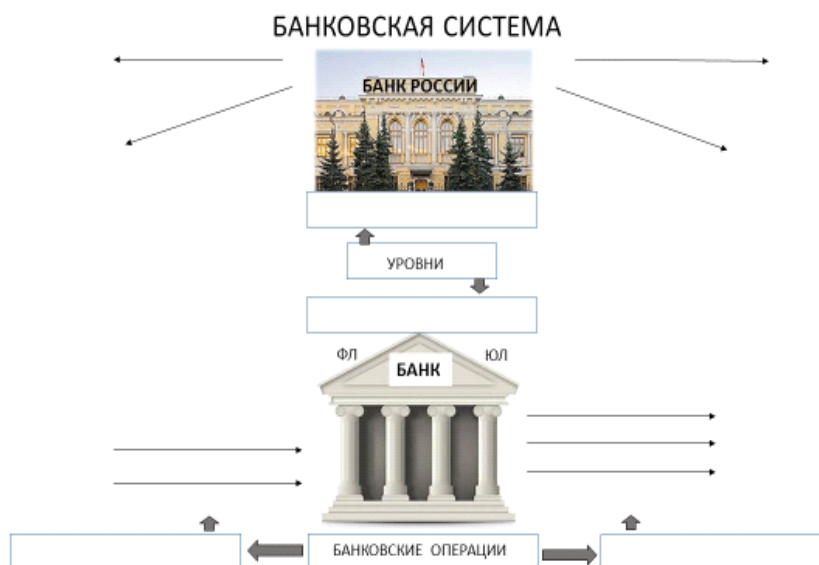 БАНКОВСКАЯ СИСТЕМА
БАНК РОССИИ
УРОВНИ
ФЛ
ЮЛ
БАНК
БАНКОВСКИЕ ОПЕРАЦИИ